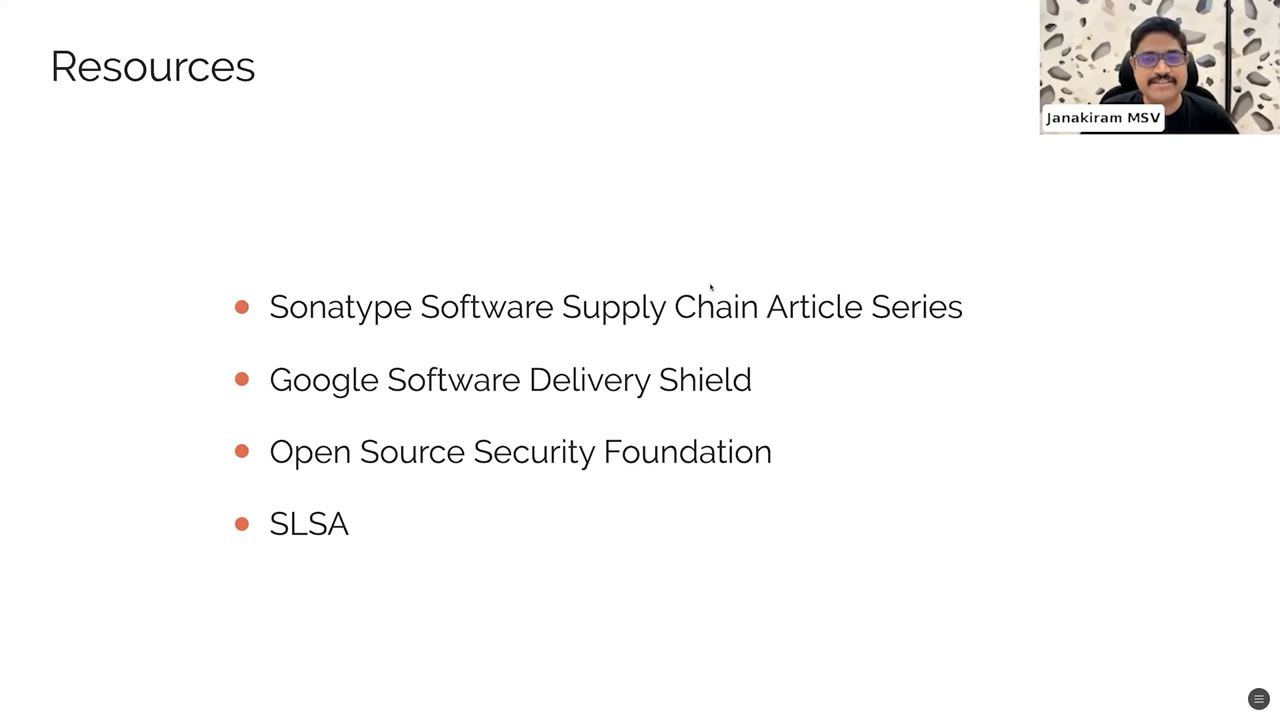 Resources
Janakiram MSV
Sonatype Software Supply Chain Article Series
Google Software Delivery Shield
Open Source Security Foundation
SLSA